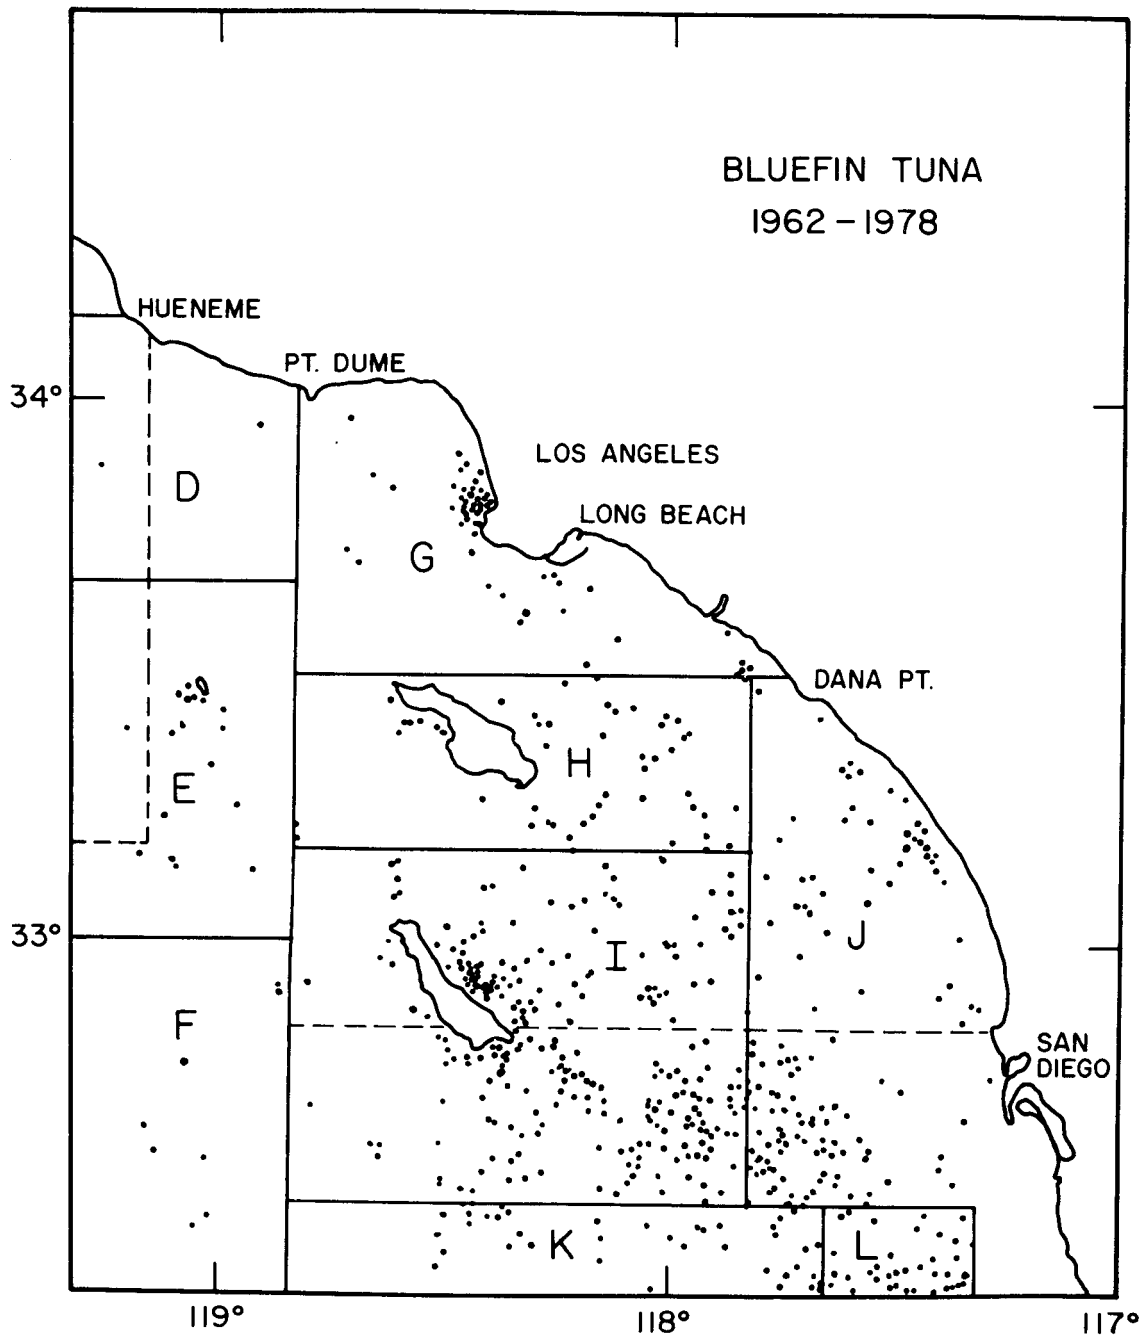 BLUEFIN TUNA
1962 – 1978
HUENEME
PT. DUME
34°
LOS ANGELES
D
LONG BEACH
G
DANA PT.
H
E
33°
J
I
F
SAN
DIEGO
K
L
119°
118°
117°